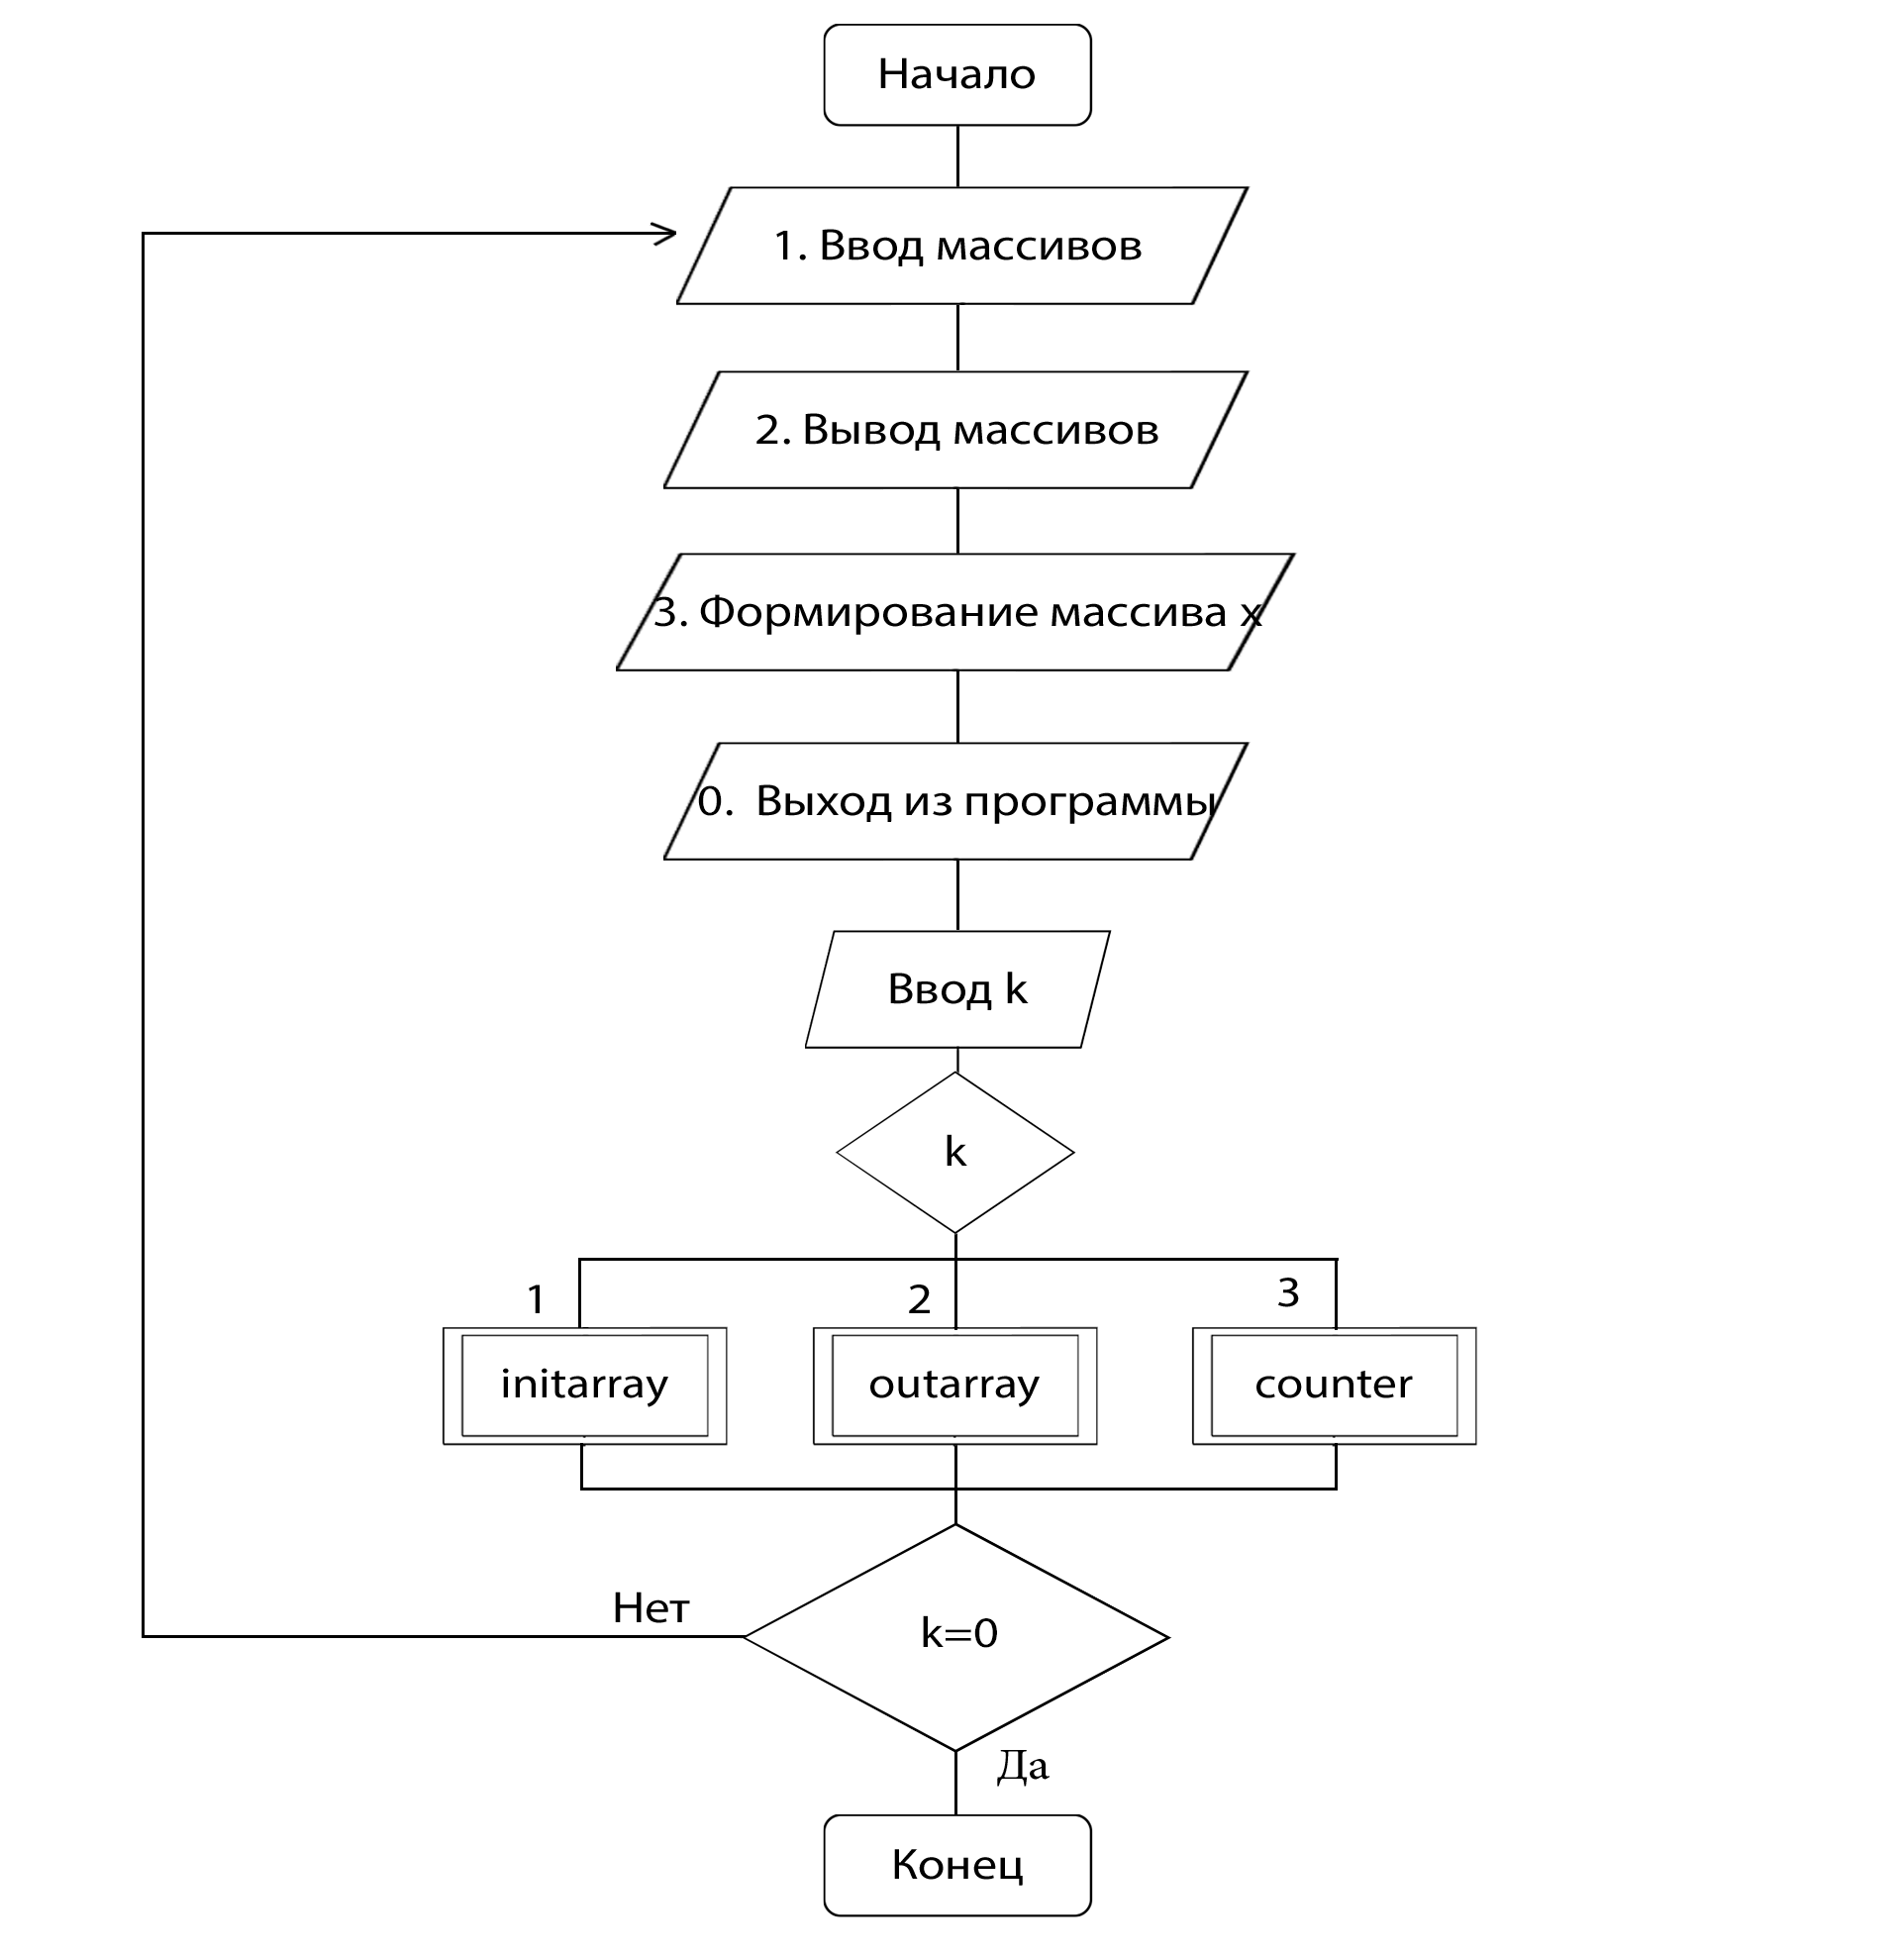 Начало
1. Ввод массивов
2. Вывод массивов
3. Формирование массива x
0.  Выход из программы
Ввод k
k
1
2
3
initarray
outarray
counter
Нет
k=0
Да
Конец